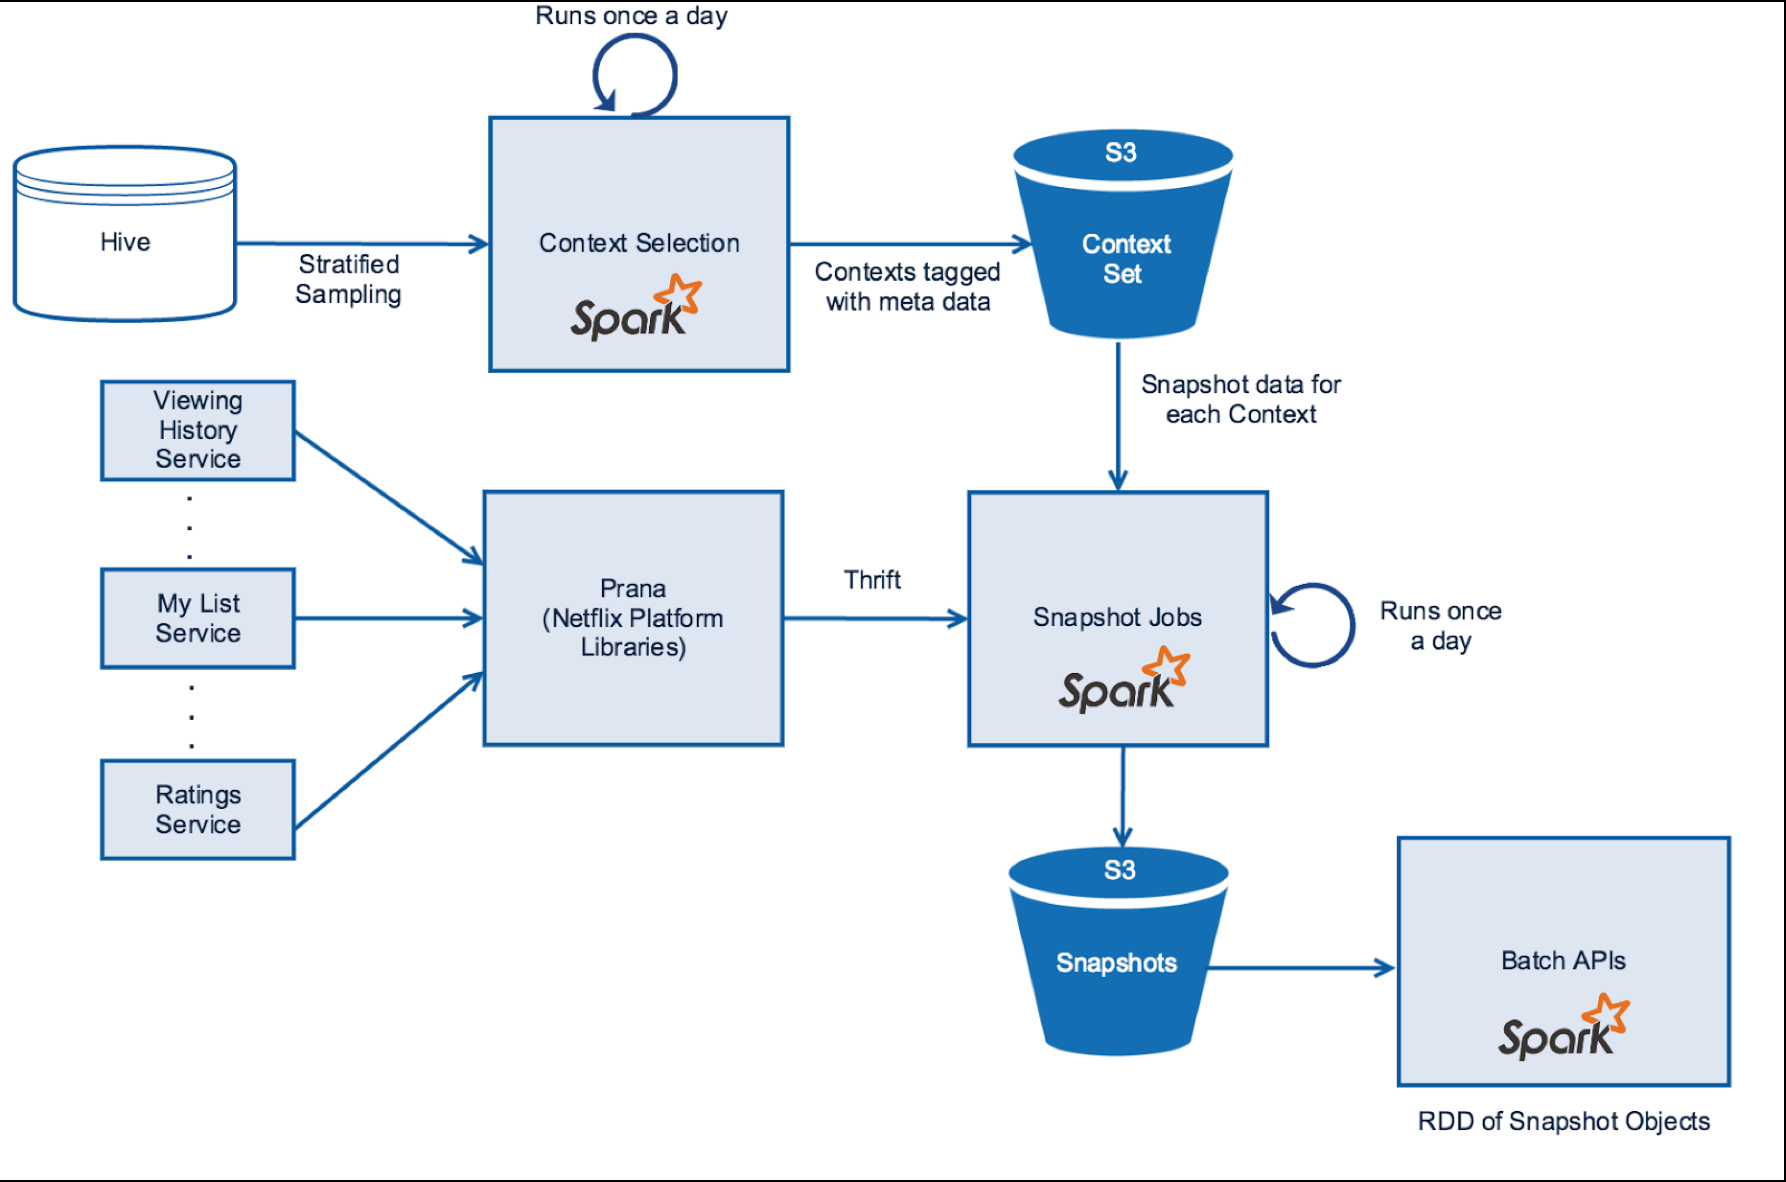 Runs once a day
S3
Hive
Stratified
Sampling
Context Selection
Spark
Contexts tagged
with meta data
Context
Set
Snapshot data for
each Context
Viewing
History
Service
My List
Service
Ratings
Service
Prana
(Netflix Platform
Libraries)
Thrift
Snapshot Jobs
Spark
Runs once
a day
S3
Snapshots
Batch APIs
Spark
RDD of Snapshot Objects